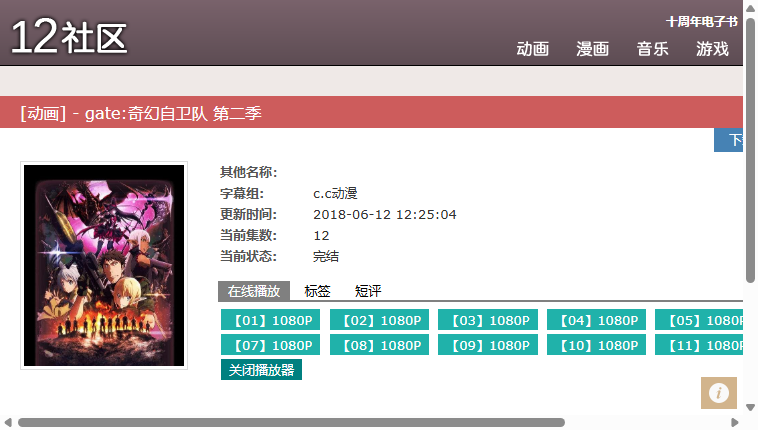 12社区
十周年电子书
动画 漫画 音乐 游戏
[动画] - gate:奇幻自卫队 第二季
其他名称:
字幕组: c.c动漫
更新时间: 2018-06-12 12:25:04
当前集数: 12
当前状态: 完结
在线播放 标签 短评
【01】1080P 【02】1080P 【03】1080P 【04】1080P 【05】1080P
【07】1080P 【08】1080P 【09】1080P 【10】1080P 【11】1080P
关闭播放器